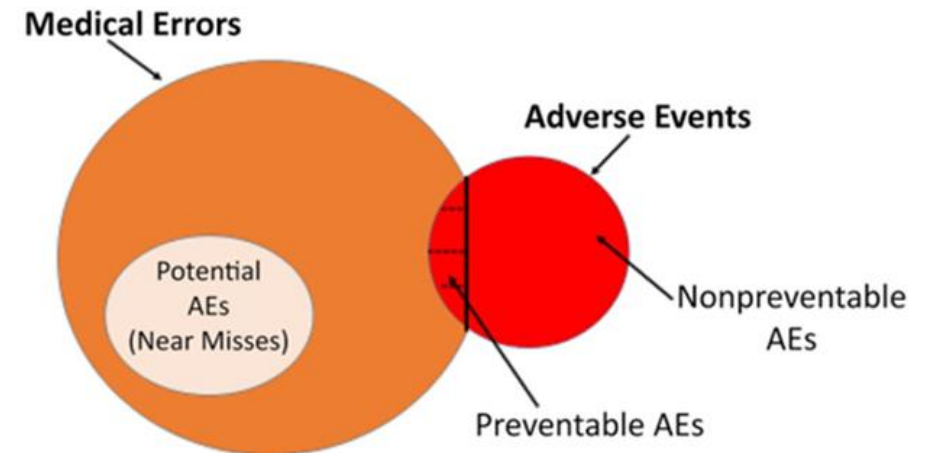 Medical Errors
Adverse Events
Potential
AEs
(Near Misses)
Nonpreventable
AEs
Preventable AEs